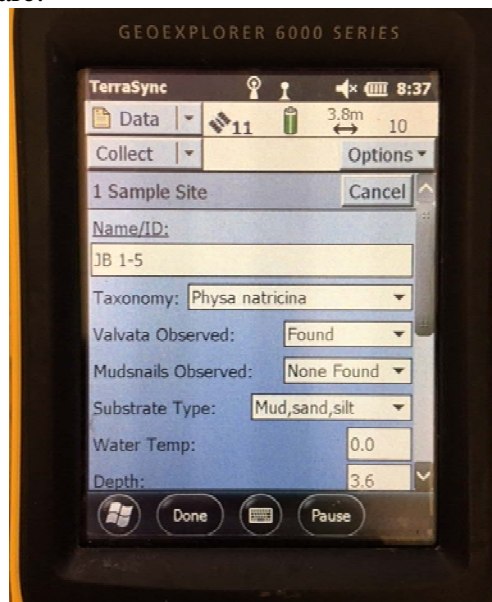 GEOEXPLORER 6000 SERIES
TerraSync 8:37
Data 11 3.8m 10
Collect Options
1 Sample Site Cancel
Name/ID:
JB 1-5
Taxonomy: Physa natricina
Valvata Observed: Found
Mudsnails Observed: None Found
Substrate Type: Mud,sand,silt
Water Temp: 0.0
Depth: 3.6
Done Pause